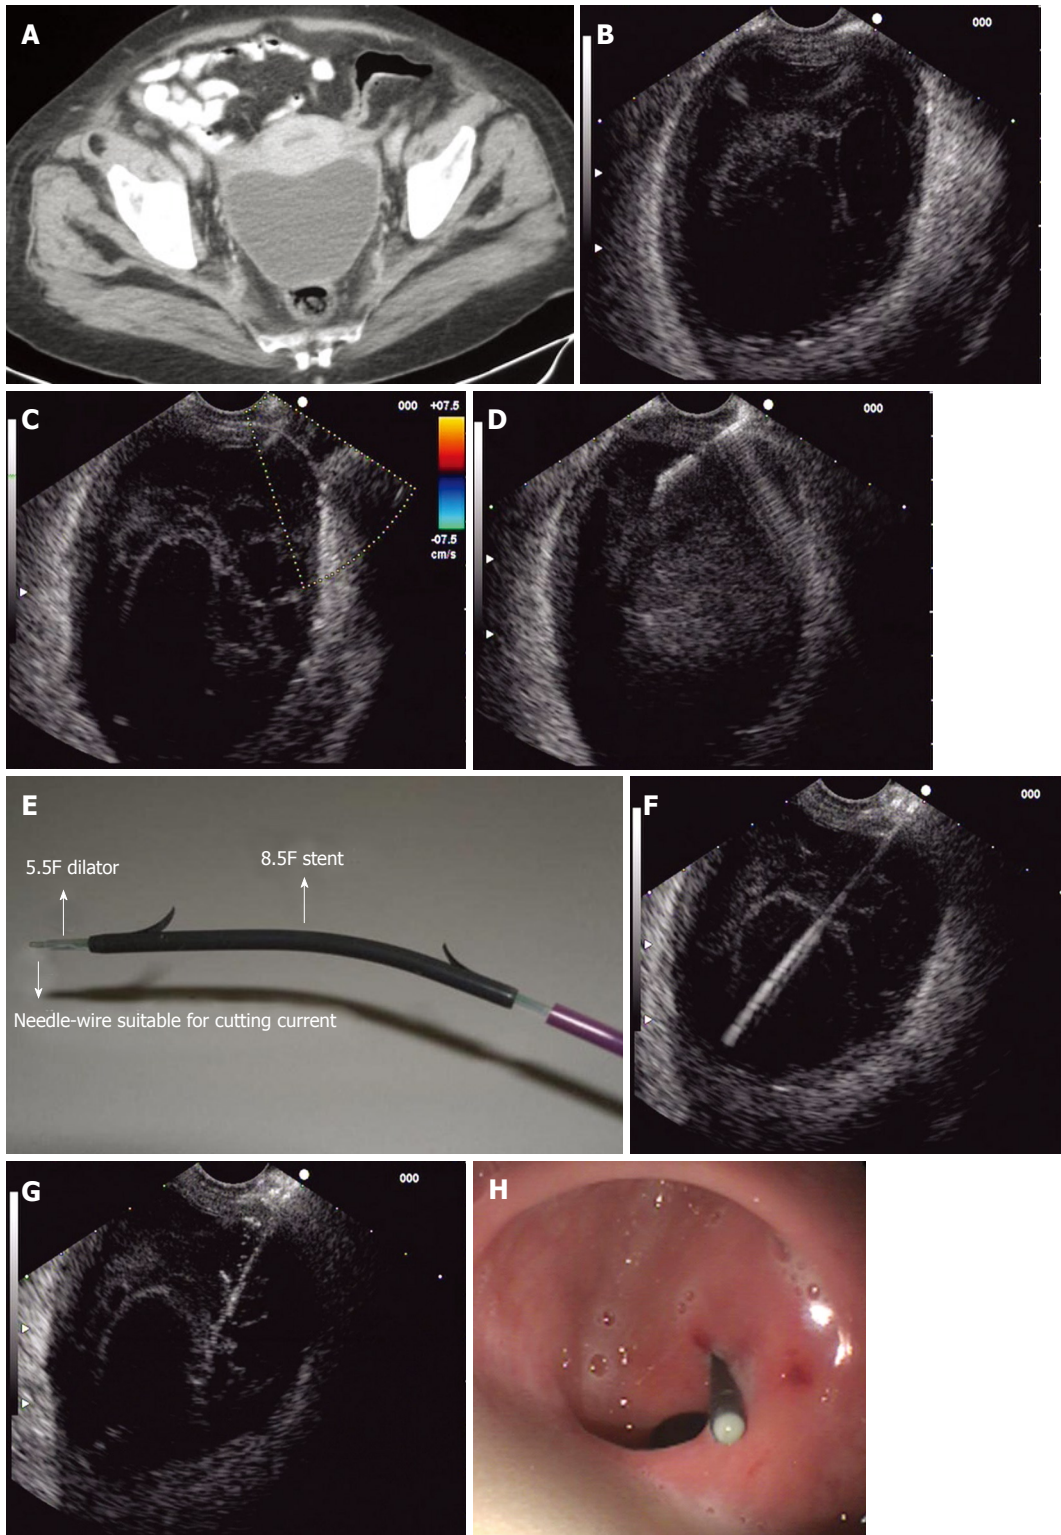 A
B
000
C
000
+07.5
-07.5
cm/s
D
000
E
5.5F dilator
8.5F stent
Needle-wire suitable for cutting current
F
000
G
000
H